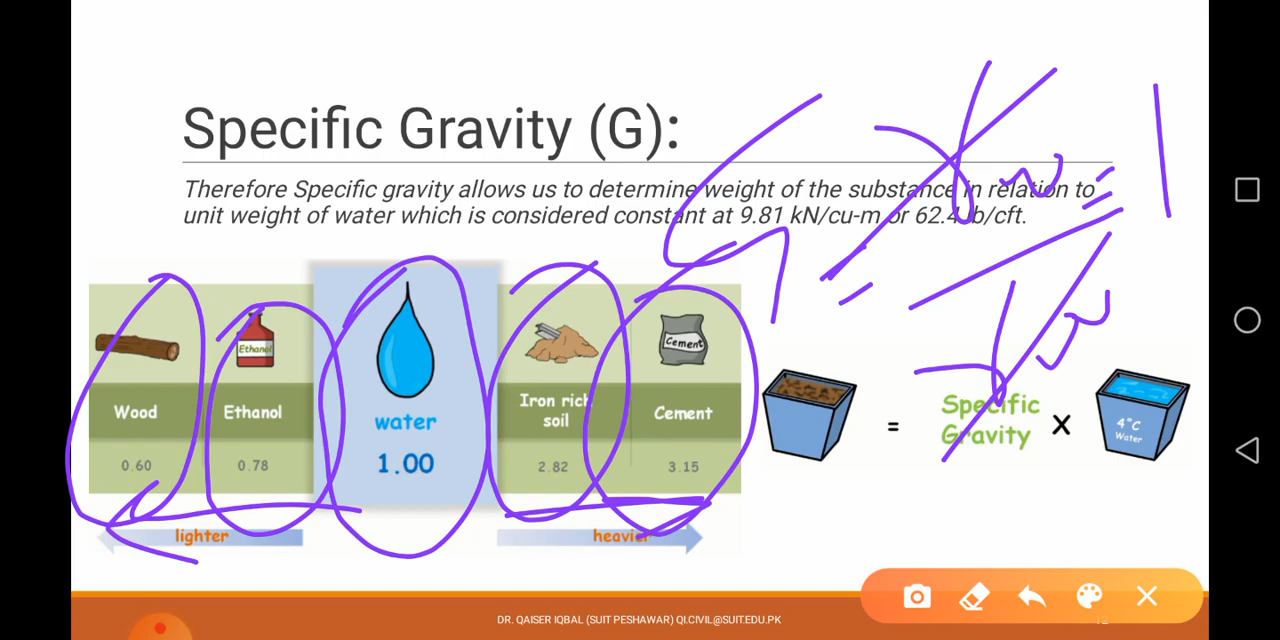 Specific Gravity (G):
Therefore Specific gravity allows us to determine weight of the substance in relation to
unit weight of water which is considered constant at 9.81 kN/cu-m or 62.4 lb/cft.
G = γw = 1
γw
Ethanol
Cement
Wood
Ethanol
water
Iron rich
soil
Cement
0.60
0.78
1.00
2.82
3.15
=
Specific
Gravity
X
4°C
Water
lighter
heavier
DR. QAISER IQBAL (SUIT PESHAWAR) QI.CIVIL@SUIT.EDU.PK